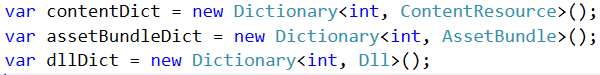 var contentDict = new Dictionary<int, ContentResource>();
var assetBundleDict = new Dictionary<int, AssetBundle>();
var dllDict = new Dictionary<int, Dll>();